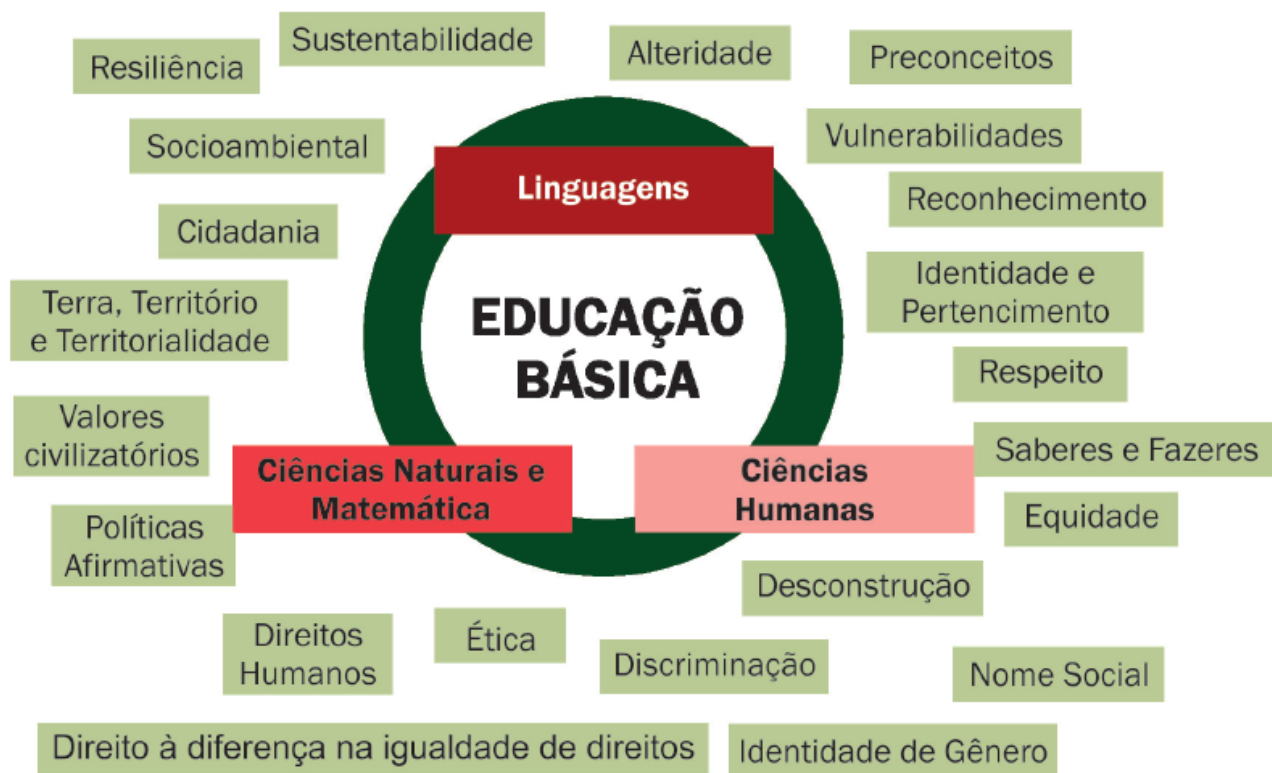 Sustentabilidade
Alteridade
Preconceitos
Resiliência
Socioambiental
Vulnerabilidades
Linguagens
Reconhecimento
Cidadania
Identidade e
Pertencimento
Terra, Território
e Territorialidade
EDUCAÇÃO
BÁSICA
Respeito
Valores
civilizatórios
Ciências Naturais e
Matemática
Ciências
Humanas
Saberes e Fazeres
Equidade
Políticas
Afirmativas
Desconstrução
Direitos
Humanos
Ética
Discriminação
Nome Social
Direito à diferença na igualdade de direitos
Identidade de Gênero